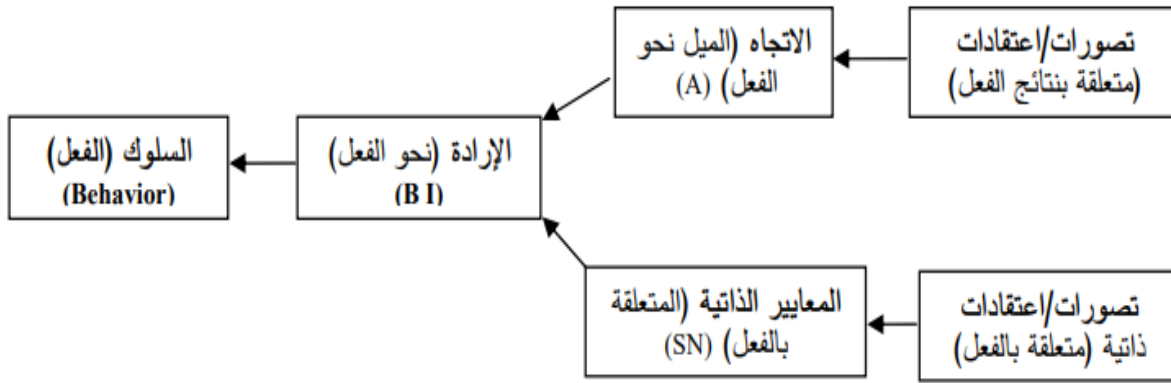 تصورات/اعتقادات
(متعلقة بنتائج الفعل)
الاتجاه (الميل نحو
الفعل) (A)
الإرادة (نحو الفعل)
(B I)
السلوك (الفعل)
(Behavior)
تصورات/اعتقادات
ذاتية (متعلقة بالفعل)
المعايير الذاتية (المتعلقة
بالفعل) (SN)